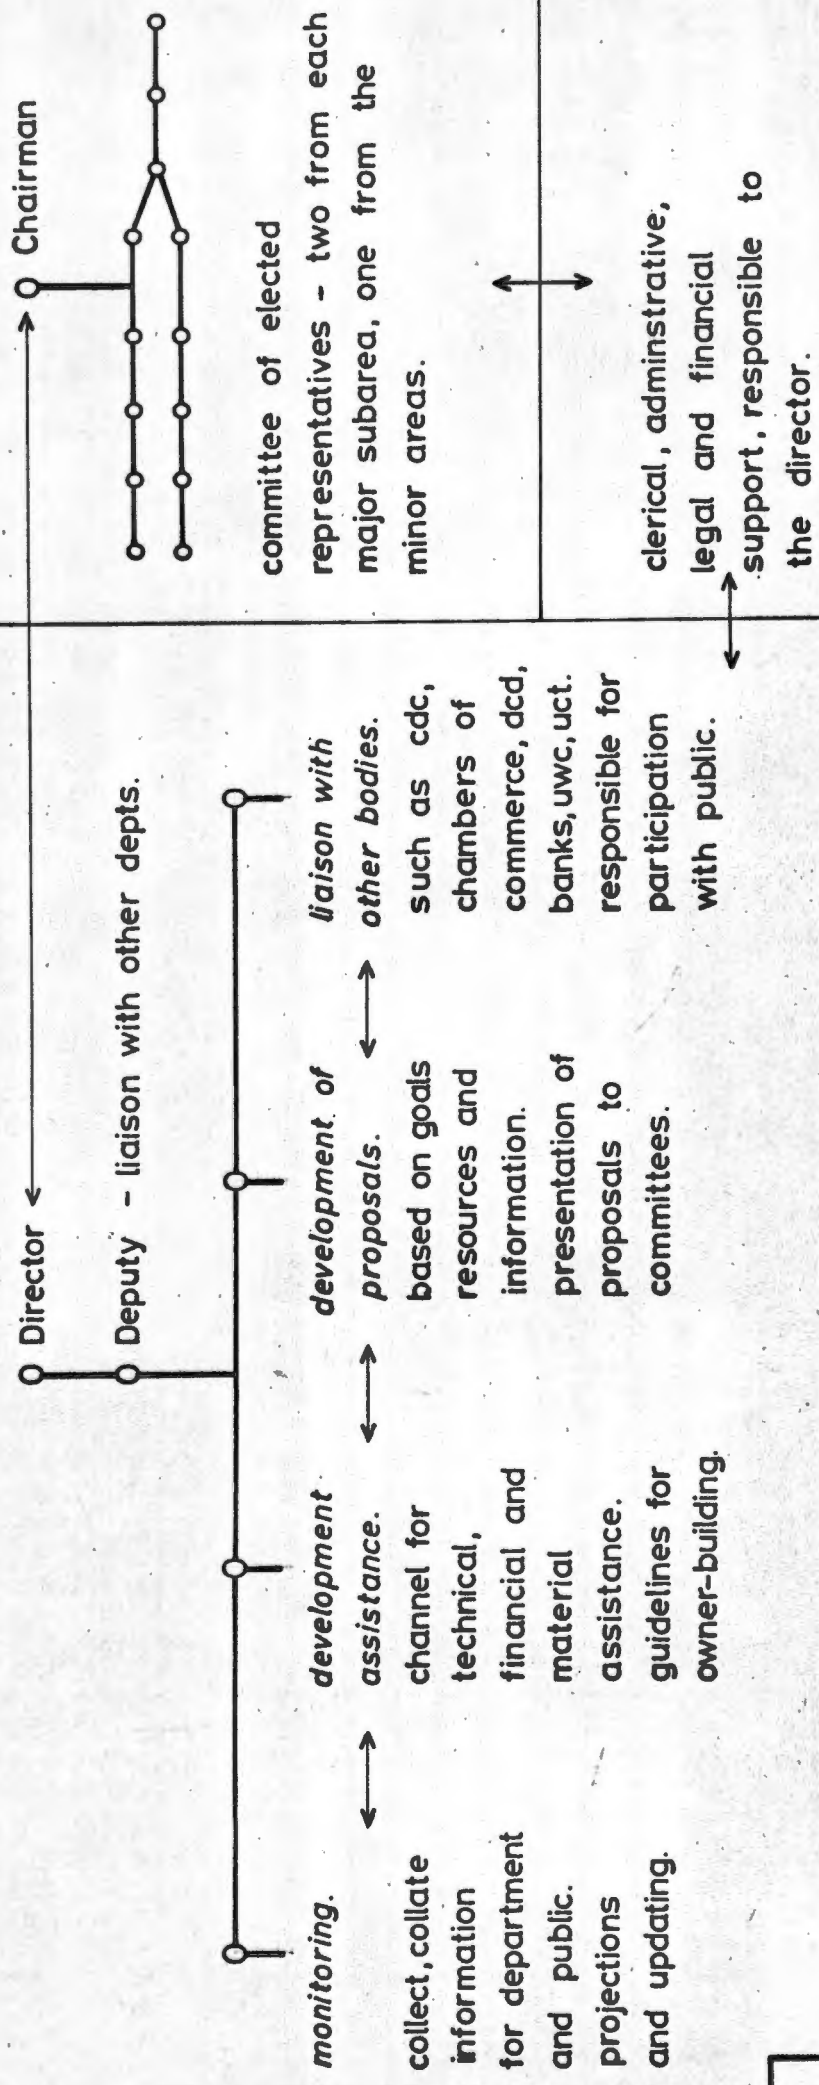 Director
Deputy - liaison with other depts.
monitoring.
collect, collate
information
for department
and public.
projections
and updating.
development
assistance.
channel for
technical,
financial and
material
assistance.
guidelines for
owner-building.
development of
proposals.
based on goals
resources and
information.
presentation of
proposals to
committees.
liaison with
other bodies.
such as cdc,
chambers of
commerce, dcd,
banks, uwc, uct.
responsible for
participation
with public.
Chairman
committee of elected
representatives - two from each
major subarea, one from the
minor areas.
clerical, adminstrative,
legal and financial
support, responsible to
the director.